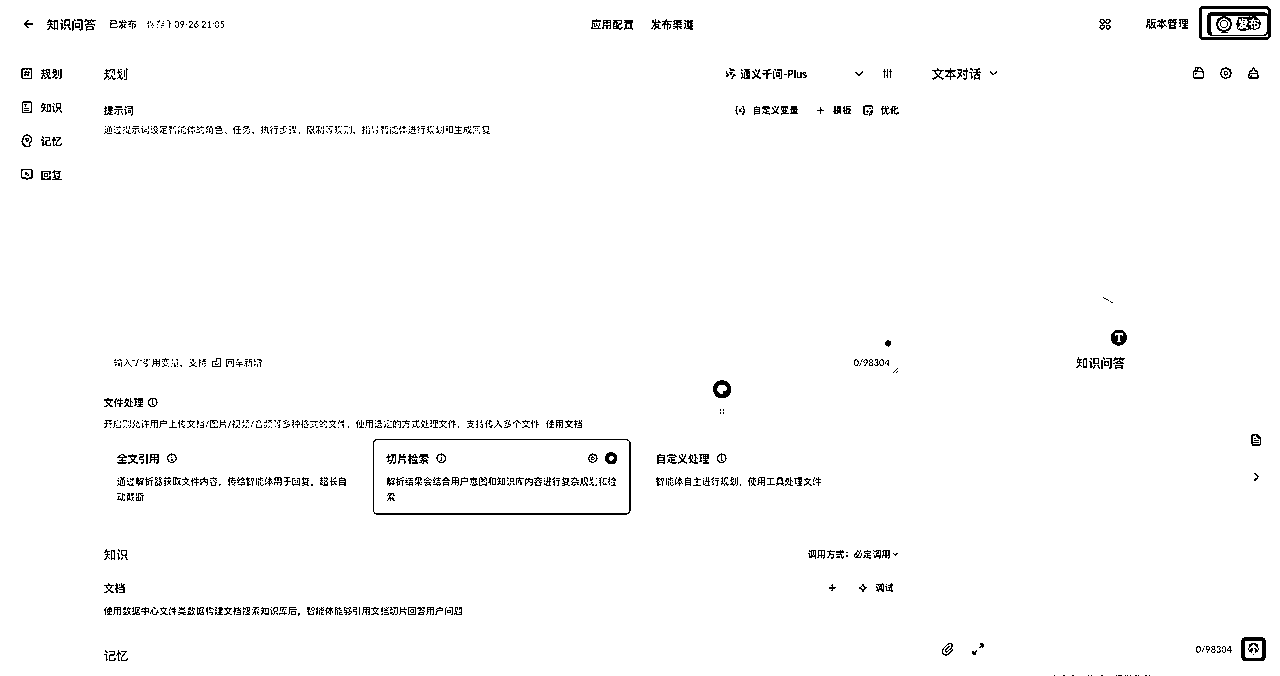 知识问答 已发布 保存于 09-26 21:05 应用配置 发布渠道 版本管理 发布
规划
知识
记忆
回复
规划 通义千问-Plus 文本对话
提示词 自定义变量 + 模板 优化
通过提示词设定智能体的角色、任务、执行步骤、限制等规则，指导智能体进行规划和生成回复
输入"/"引用变量，支持 回车新增 0/98304
知识问答
文件处理
开启则允许用户上传文档/图片/视频/音频等多种格式的文件，使用选定的方式处理文件，支持传入多个文件 使用文档
全文引用
通过解析器获取文件内容，传给智能体用于回复，超长自
动截断
切片检索
解析结果会结合用户意图和知识库内容进行复杂规划和检
索
自定义处理
智能体自主进行规划，使用工具处理文件
知识 调用方式：必定调用
文档 + 调试
使用数据中心文件类数据构建文档搜索知识库后，智能体能够引用文档切片回答用户问题
记忆
0/98304